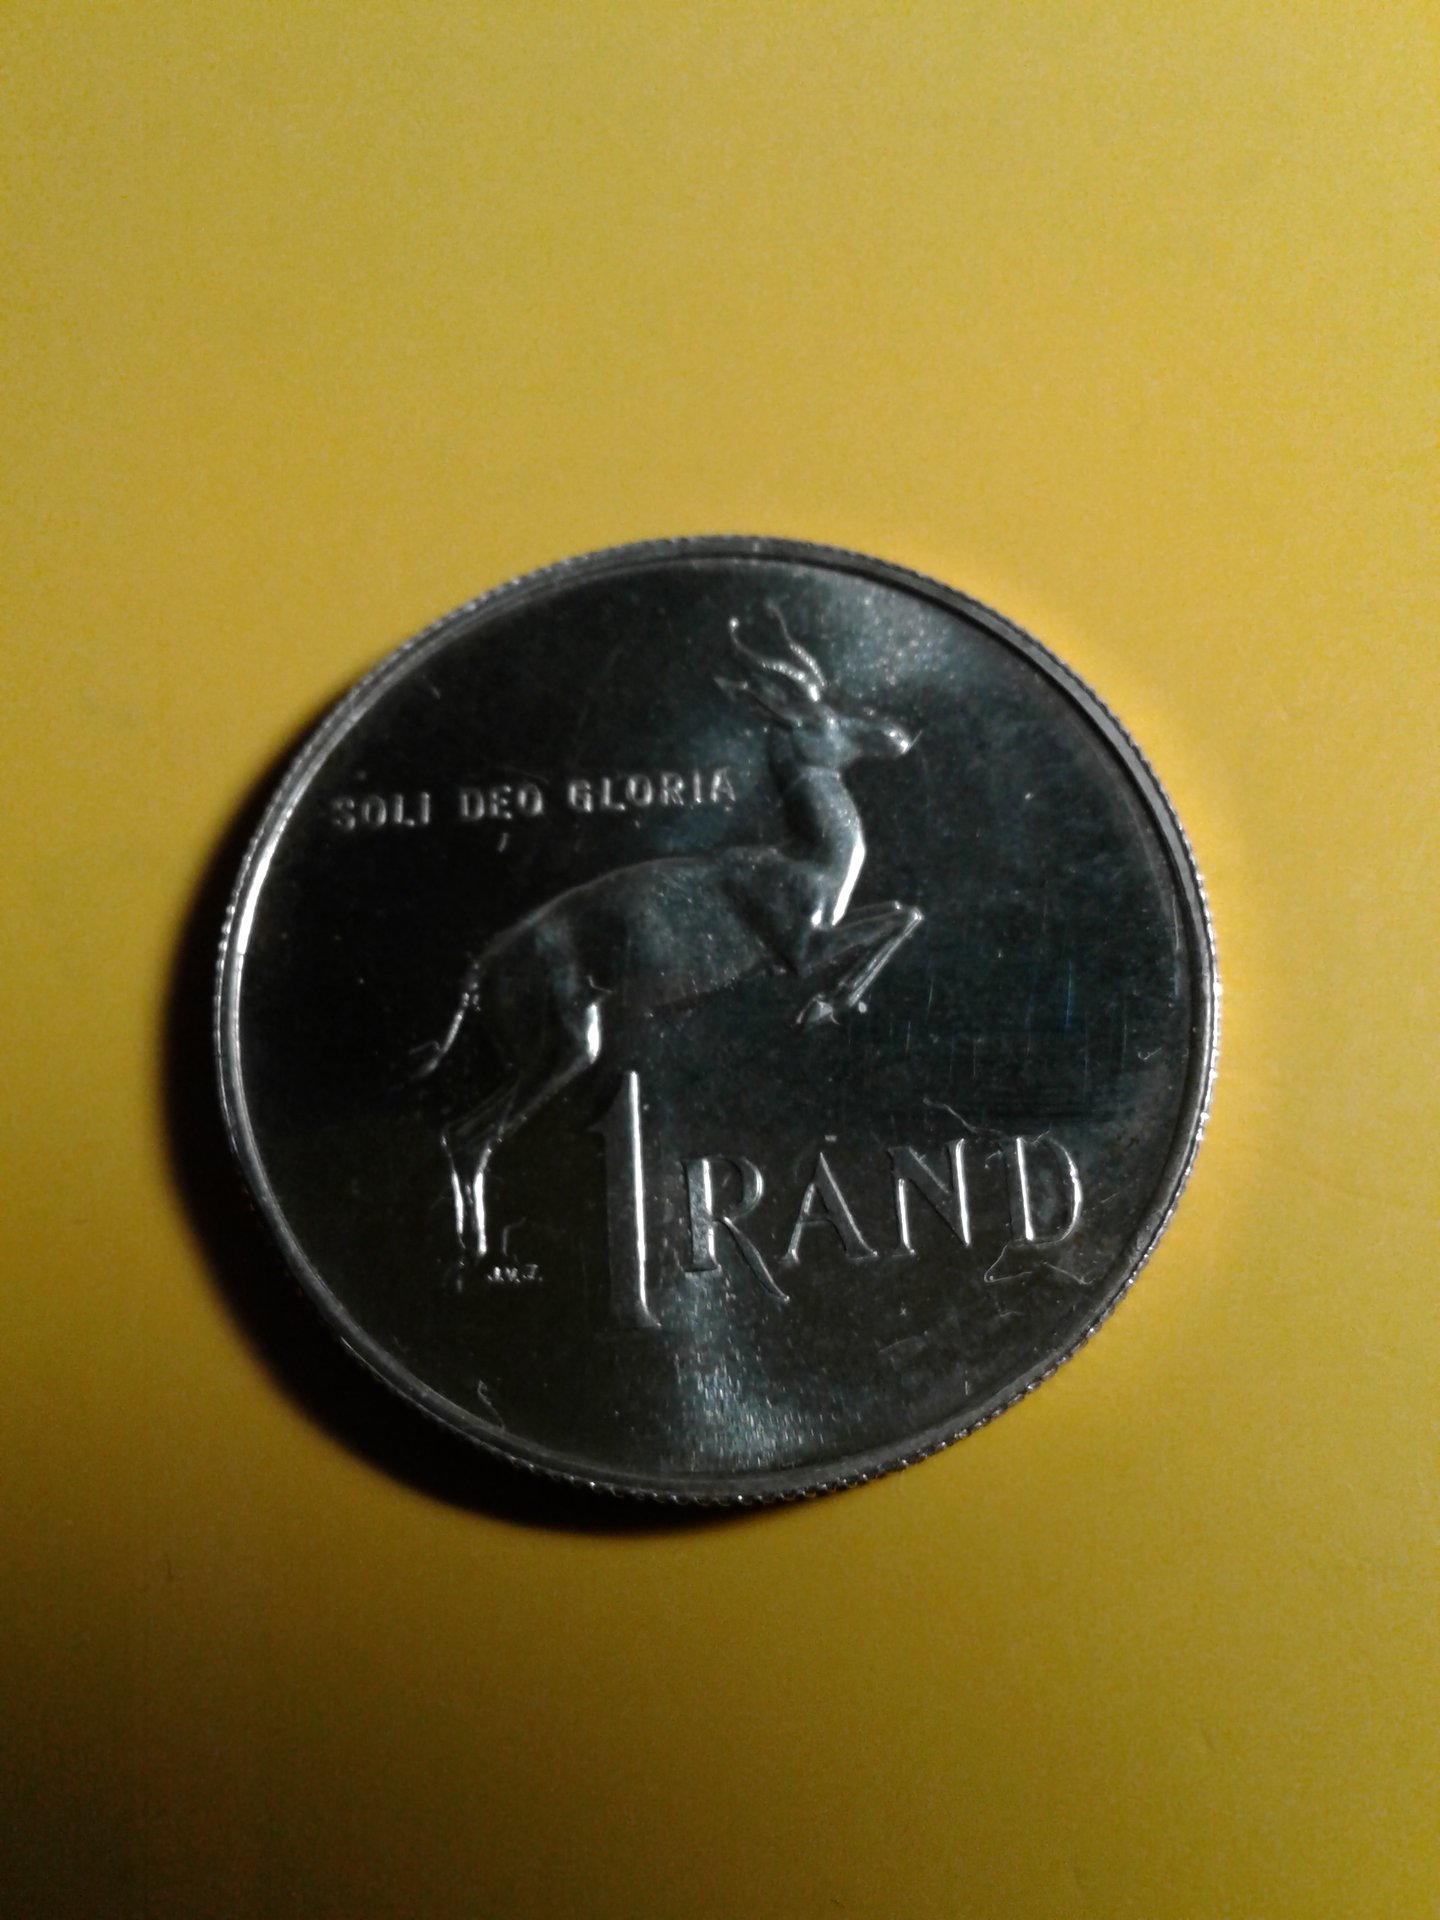 SOLI DEO GLORIA
1 RAND
J.V.Z.